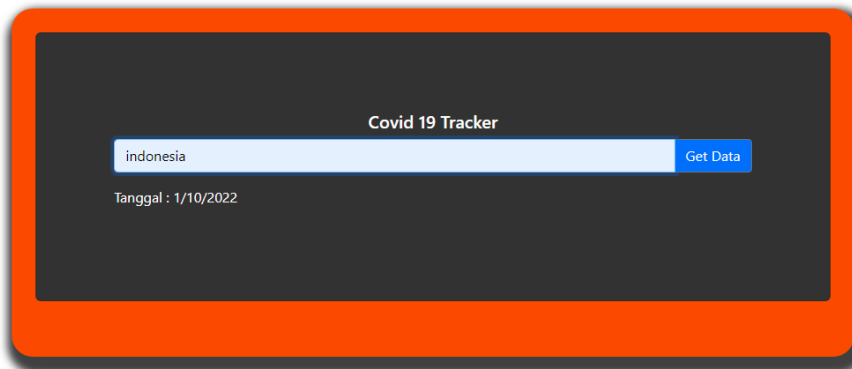 Covid 19 Tracker
indonesia
Get Data
Tanggal : 1/10/2022